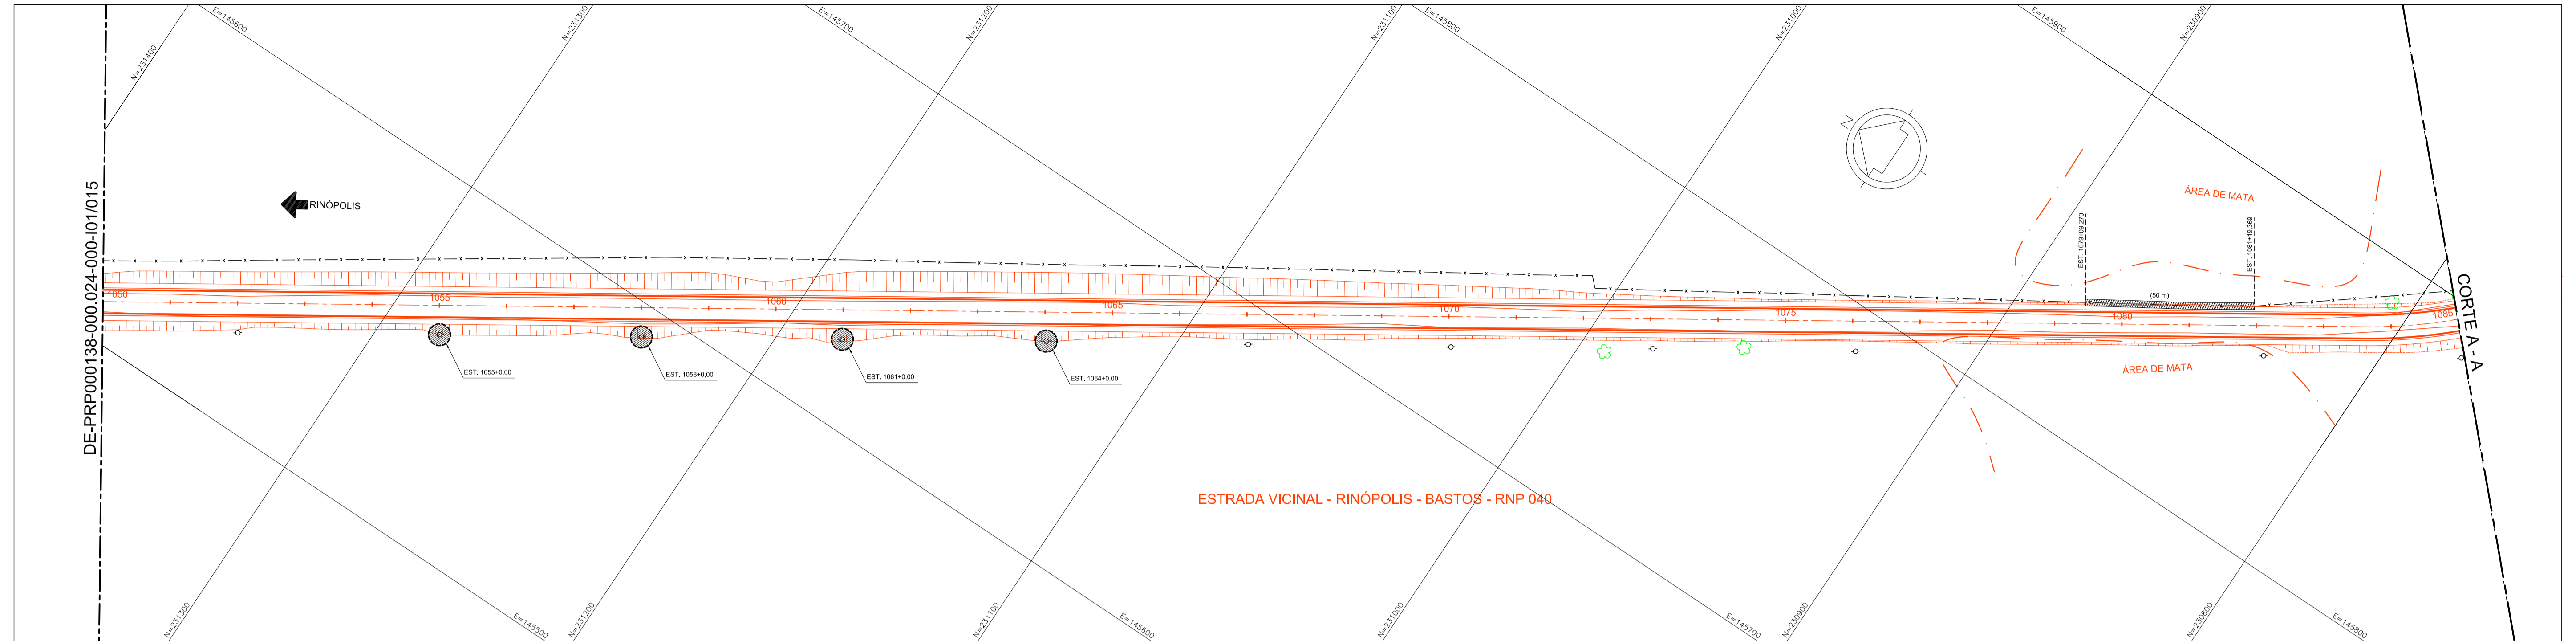 E=145600
N=231300
E=145700
N=231200
N=231100
E=145800
N=231000
E=145900
N=230900
N=231400
N
ÁREA DE MATA
RINÓPOLIS
DE-PRP000138-000.024-000-I01/015
EST. 1079+09,270
EST. 1081+19,369
(50 m)
CORTE A - A
1050
1055
1060
1065
1070
1075
1080
1085
EST. 1055+0,00
EST. 1058+0,00
EST. 1061+0,00
EST. 1064+0,00
ÁREA DE MATA
ESTRADA VICINAL - RINÓPOLIS - BASTOS - RNP 040
N=231300
E=145500
N=231200
N=231100
E=145600
N=231000
E=145700
N=230900
N=230800
E=145800